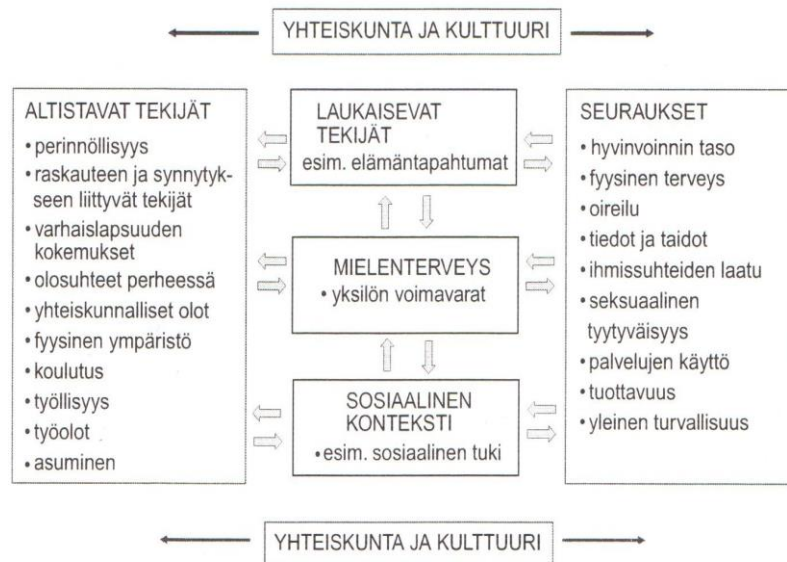 YHTEISKUNTA JA KULTTUURI
ALTISTAVAT TEKIJÄT
• perinnöllisyys
• raskauteen ja synnytyk-
seen liittyvät tekijät
• varhaislapsuuden
kokemukset
• olosuhteet perheessä
• yhteiskunnalliset olot
• fyysinen ympäristö
• koulutus
• työllisyys
• työolot
• asuminen
LAUKAISEVAT
TEKIJÄT
esim. elämäntapahtumat
MIELENTERVEYS
• yksilön voimavarat
SOSIAALINEN
KONTEKSTI
• esim. sosiaalinen tuki
SEURAUKSET
• hyvinvoinnin taso
• fyysinen terveys
• oireilu
• tiedot ja taidot
• ihmissuhteiden laatu
• seksuaalinen
tyytyväisyys
• palvelujen käyttö
• tuottavuus
• yleinen turvallisuus
YHTEISKUNTA JA KULTTUURI